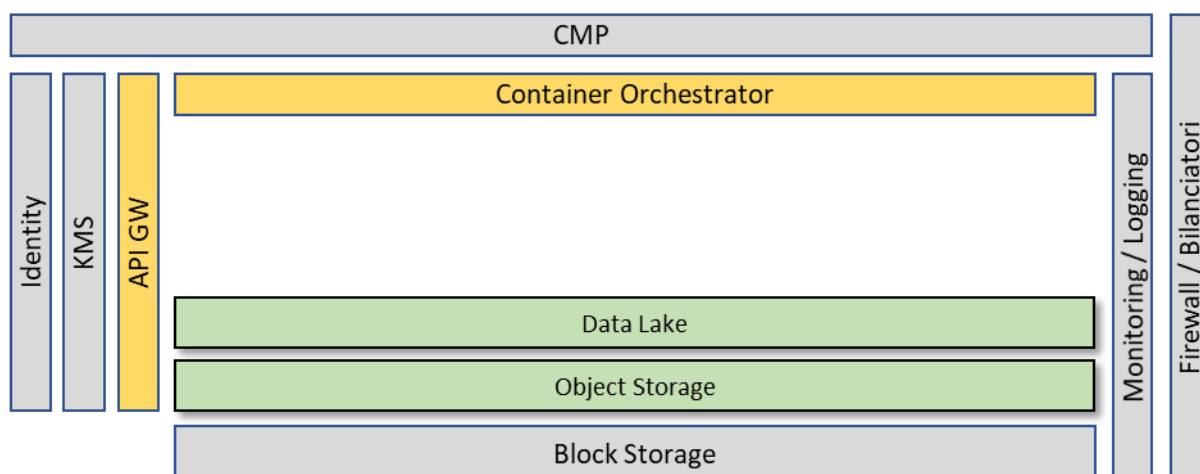 CMP
Container Orchestrator
Identity
KMS
API GW
Data Lake
Object Storage
Block Storage
Monitoring / Logging
Firewall / Bilanciatori